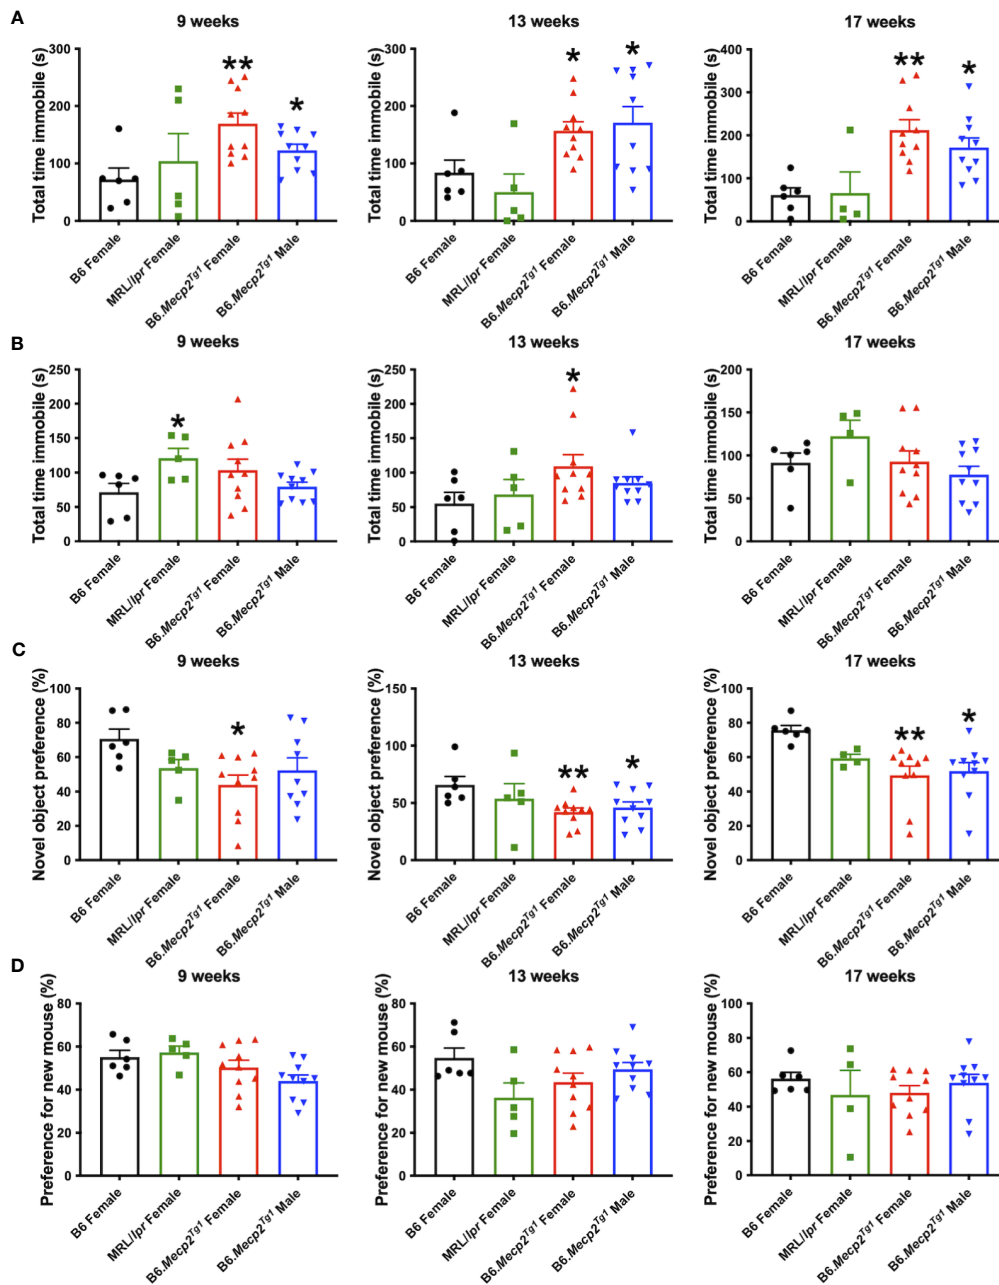 A
9 weeks
13 weeks
17 weeks
Total time immobile (s)
300
200
100
0
**
*
B6 Female
MRL/lpr Female
B6.Mecp2Tg1 Female
B6.Mecp2Tg1 Male
Total time immobile (s)
300
200
100
0
*
*
B6 Female
MRL/lpr Female
B6.Mecp2Tg1 Female
B6.Mecp2Tg1 Male
Total time immobile (s)
400
300
200
100
0
**
*
B6 Female
MRL/lpr Female
B6.Mecp2Tg1 Female
B6.Mecp2Tg1 Male
B
9 weeks
13 weeks
17 weeks
Total time immobile (s)
250
200
150
100
50
0
*
B6 Female
MRL/lpr Female
B6.Mecp2Tg1 Female
B6.Mecp2Tg1 Male
Total time immobile (s)
250
200
150
100
50
0
*
B6 Female
MRL/lpr Female
B6.Mecp2Tg1 Female
B6.Mecp2Tg1 Male
Total time immobile (s)
200
150
100
50
0
B6 Female
MRL/lpr Female
B6.Mecp2Tg1 Female
B6.Mecp2Tg1 Male
C
9 weeks
13 weeks
17 weeks
Novel object preference (%)
100
80
60
40
20
0
*
B6 Female
MRL/lpr Female
B6.Mecp2Tg1 Female
B6.Mecp2Tg1 Male
Novel object preference (%)
150
100
50
0
**
*
B6 Female
MRL/lpr Female
B6.Mecp2Tg1 Female
B6.Mecp2Tg1 Male
Novel object preference (%)
100
80
60
40
20
0
**
*
B6 Female
MRL/lpr Female
B6.Mecp2Tg1 Female
B6.Mecp2Tg1 Male
D
9 weeks
13 weeks
17 weeks
Preference for new mouse (%)
80
60
40
20
0
B6 Female
MRL/lpr Female
B6.Mecp2Tg1 Female
B6.Mecp2Tg1 Male
Preference for new mouse (%)
80
60
40
20
0
B6 Female
MRL/lpr Female
B6.Mecp2Tg1 Female
B6.Mecp2Tg1 Male
Preference for new mouse (%)
100
80
60
40
20
0
B6 Female
MRL/lpr Female
B6.Mecp2Tg1 Female
B6.Mecp2Tg1 Male